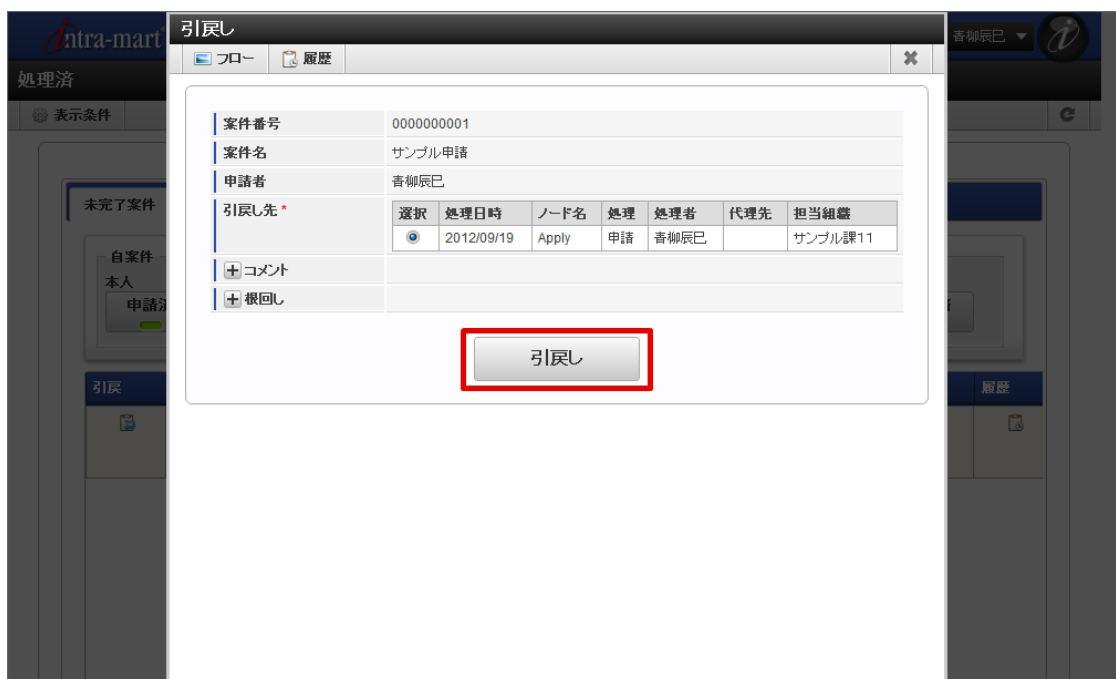 intra-mart
引戻し
青柳辰巳
フロー 履歴
処理済
表示条件
案件番号 0000000001
案件名 サンプル申請
申請者 青柳辰巳
引戻し先 *
選択 処理日時 ノード名 処理 処理者 代理先 担当組織
2012/09/19 Apply 申請 青柳辰巳 サンプル課11
コメント
根回し
引戻し
未完了案件
自案件
本人
申請済
引戻
履歴